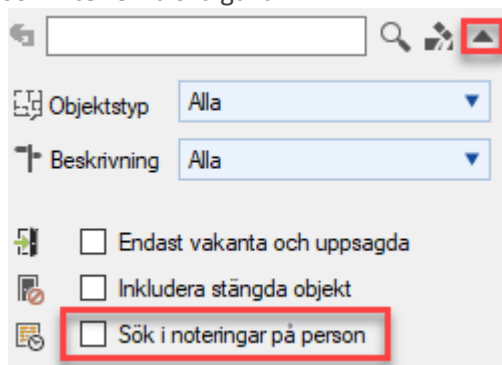 Objektstyp Alla
Beskrivning Alla
Endast vakanta och uppsagda
Inkludera stängda objekt
Sök i noteringar på person